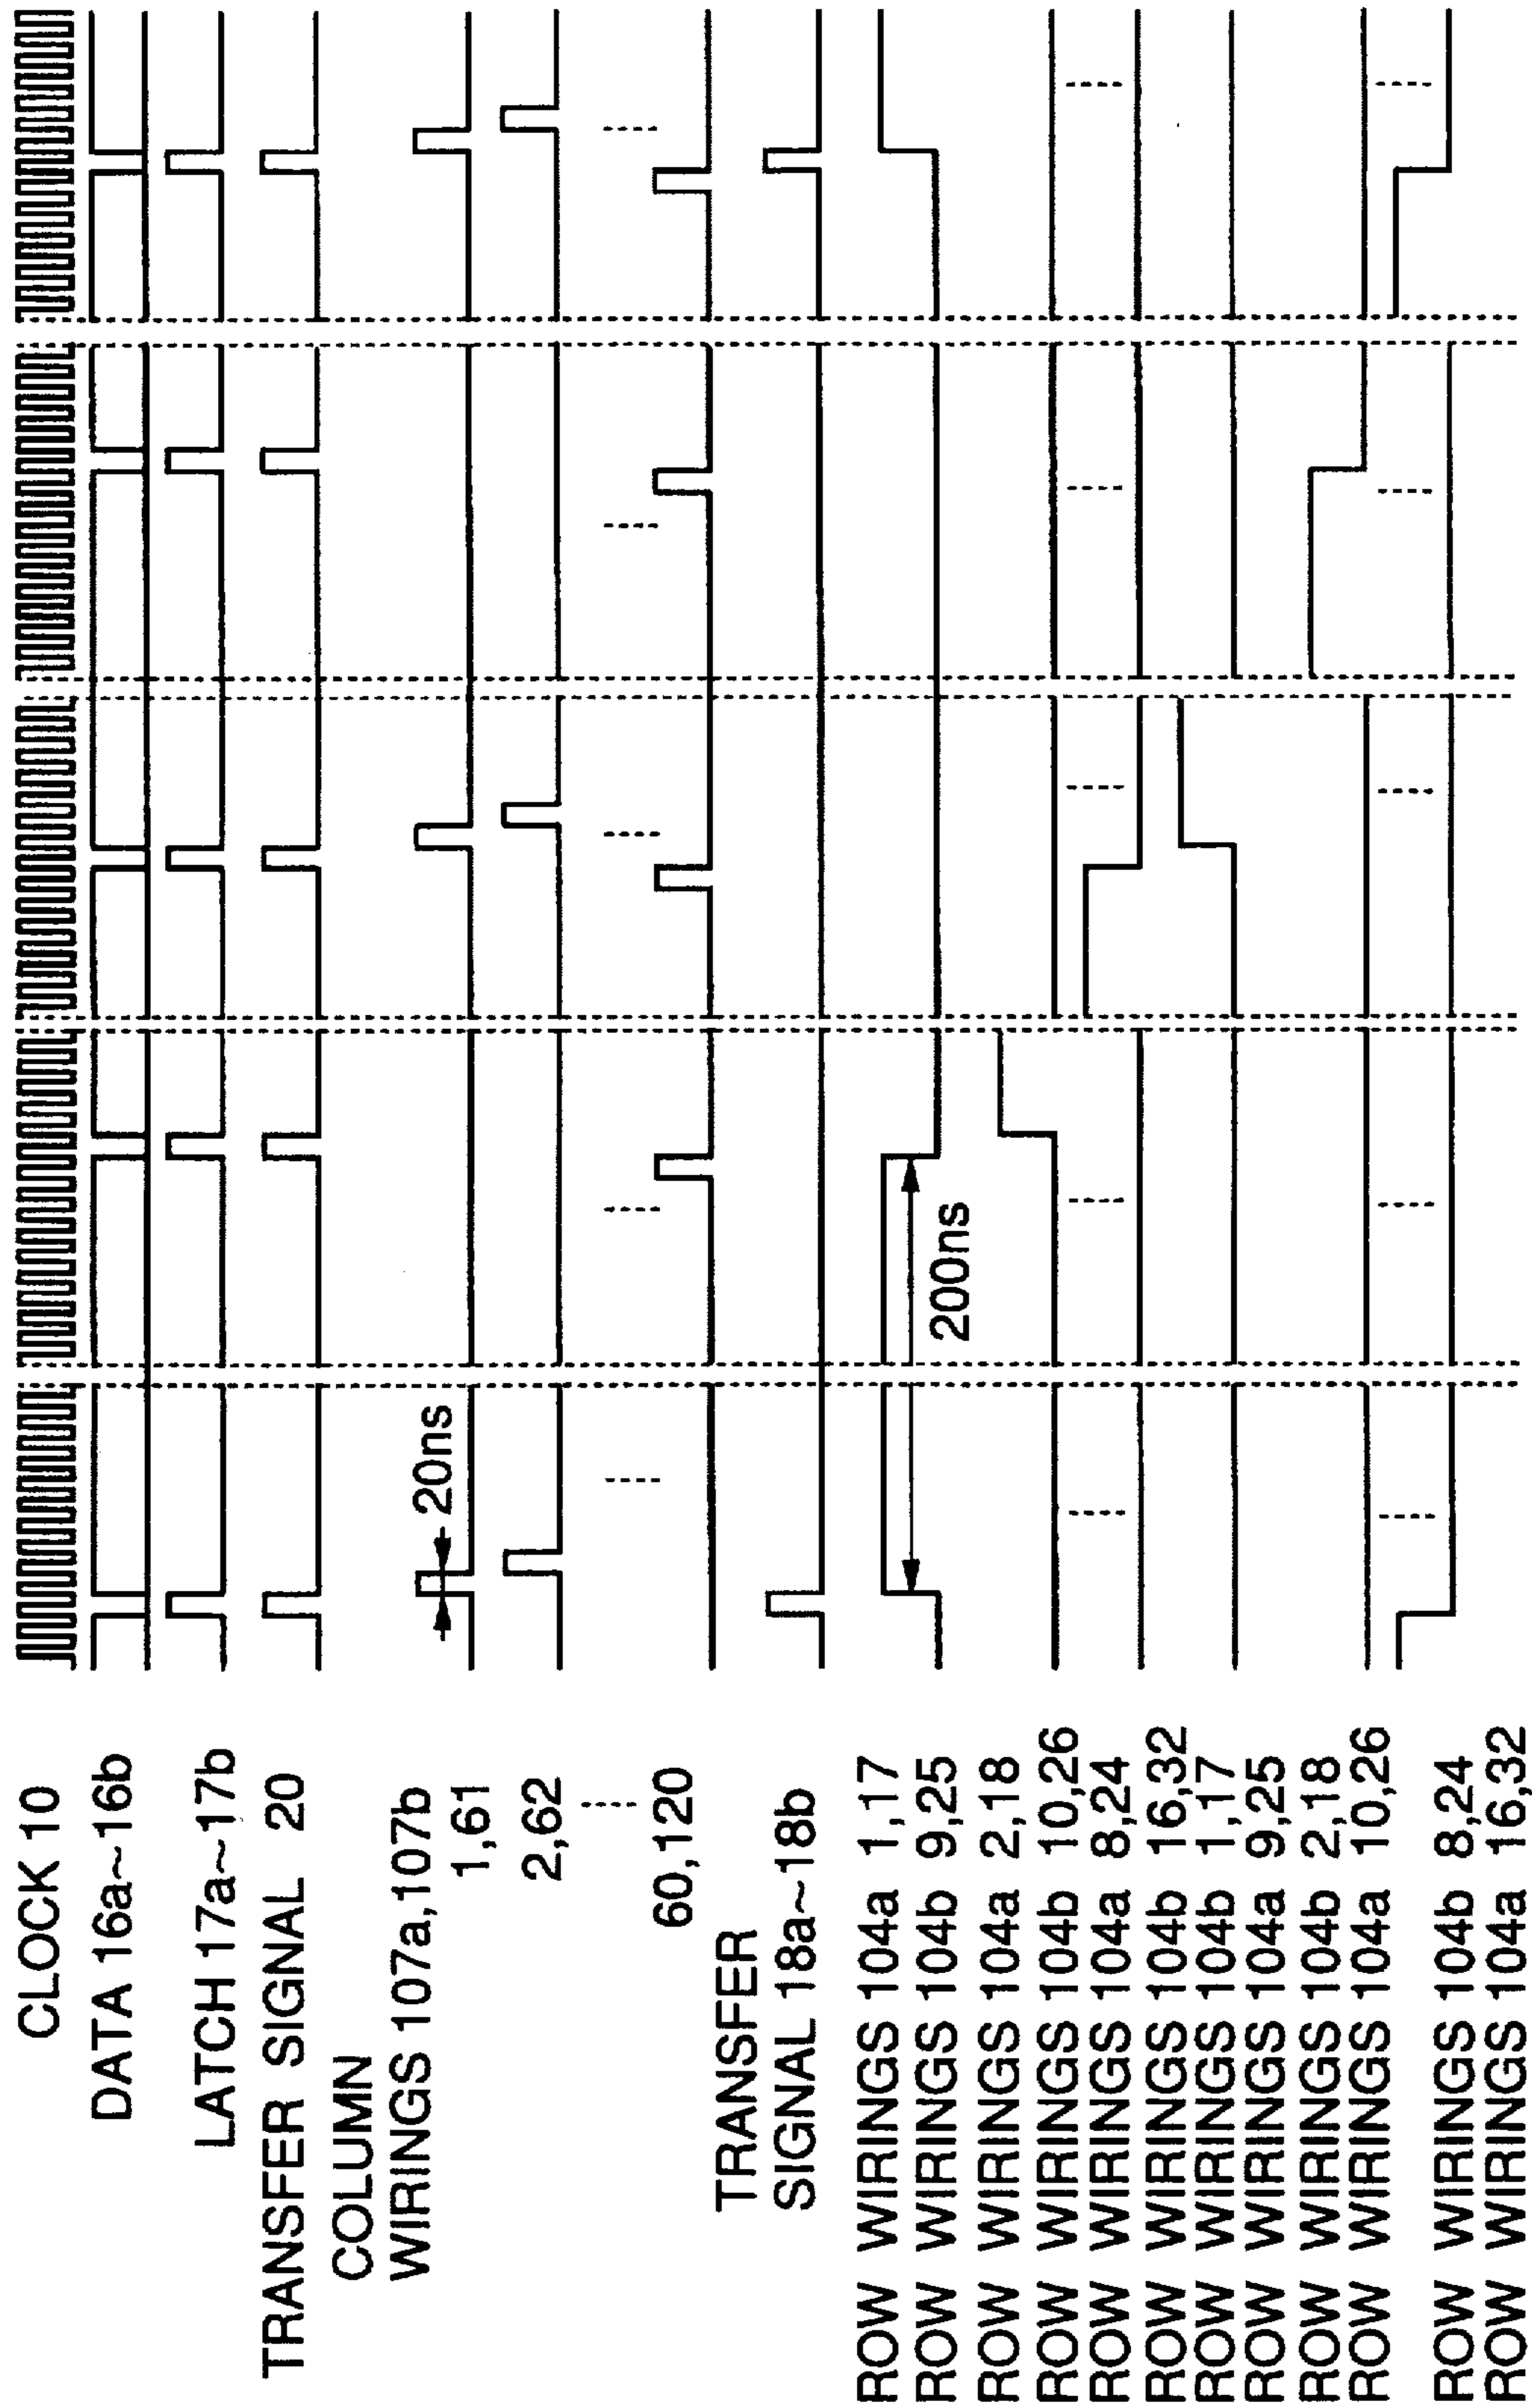 CLOCK 10
DATA 16a~16b
LATCH 17a~17b
TRANSFER SIGNAL 20
COLUMN
WIRINGS 107a,107b
1,61
2,62
60,120
TRANSFER
SIGNAL 18a~18b
ROW WIRINGS 104a 1,17
ROW WIRINGS 104b 9,25
ROW WIRINGS 104a 2,18
ROW WIRINGS 104b 10,26
ROW WIRINGS 104a 8,24
ROW WIRINGS 104b 16,32
ROW WIRINGS 104b 1,17
ROW WIRINGS 104a 9,25
ROW WIRINGS 104b 2,18
ROW WIRINGS 104a 10,26
ROW WIRINGS 104b 8,24
ROW WIRINGS 104a 16,32
20ns
200ns